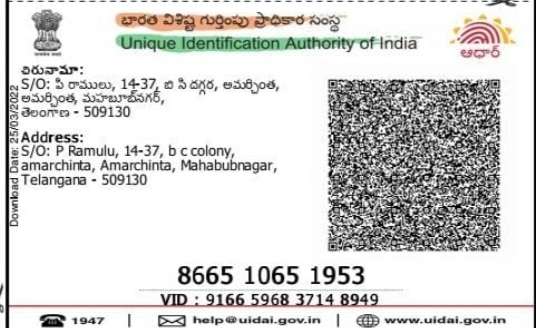 భారత విశిష్ట గుర్తింపు ప్రాధికార సంస్థ
Unique Identification Authority of India
ఆధార్
చిరునామా:
S/O: పి రాములు, 14-37, బి సి దగ్గర, అమర్చింత,
అమర్చింత, మహబూబ్‌నగర్,
తెలంగాణ - 509130
Address:
S/O: P Ramulu, 14-37, b c colony,
amarchinta, Amarchinta, Mahabubnagar,
Telangana - 509130
Download Date: 25/03/2022
8665 1065 1953
VID : 9166 5968 3714 8949
1947 | help@uidai.gov.in | www.uidai.gov.in